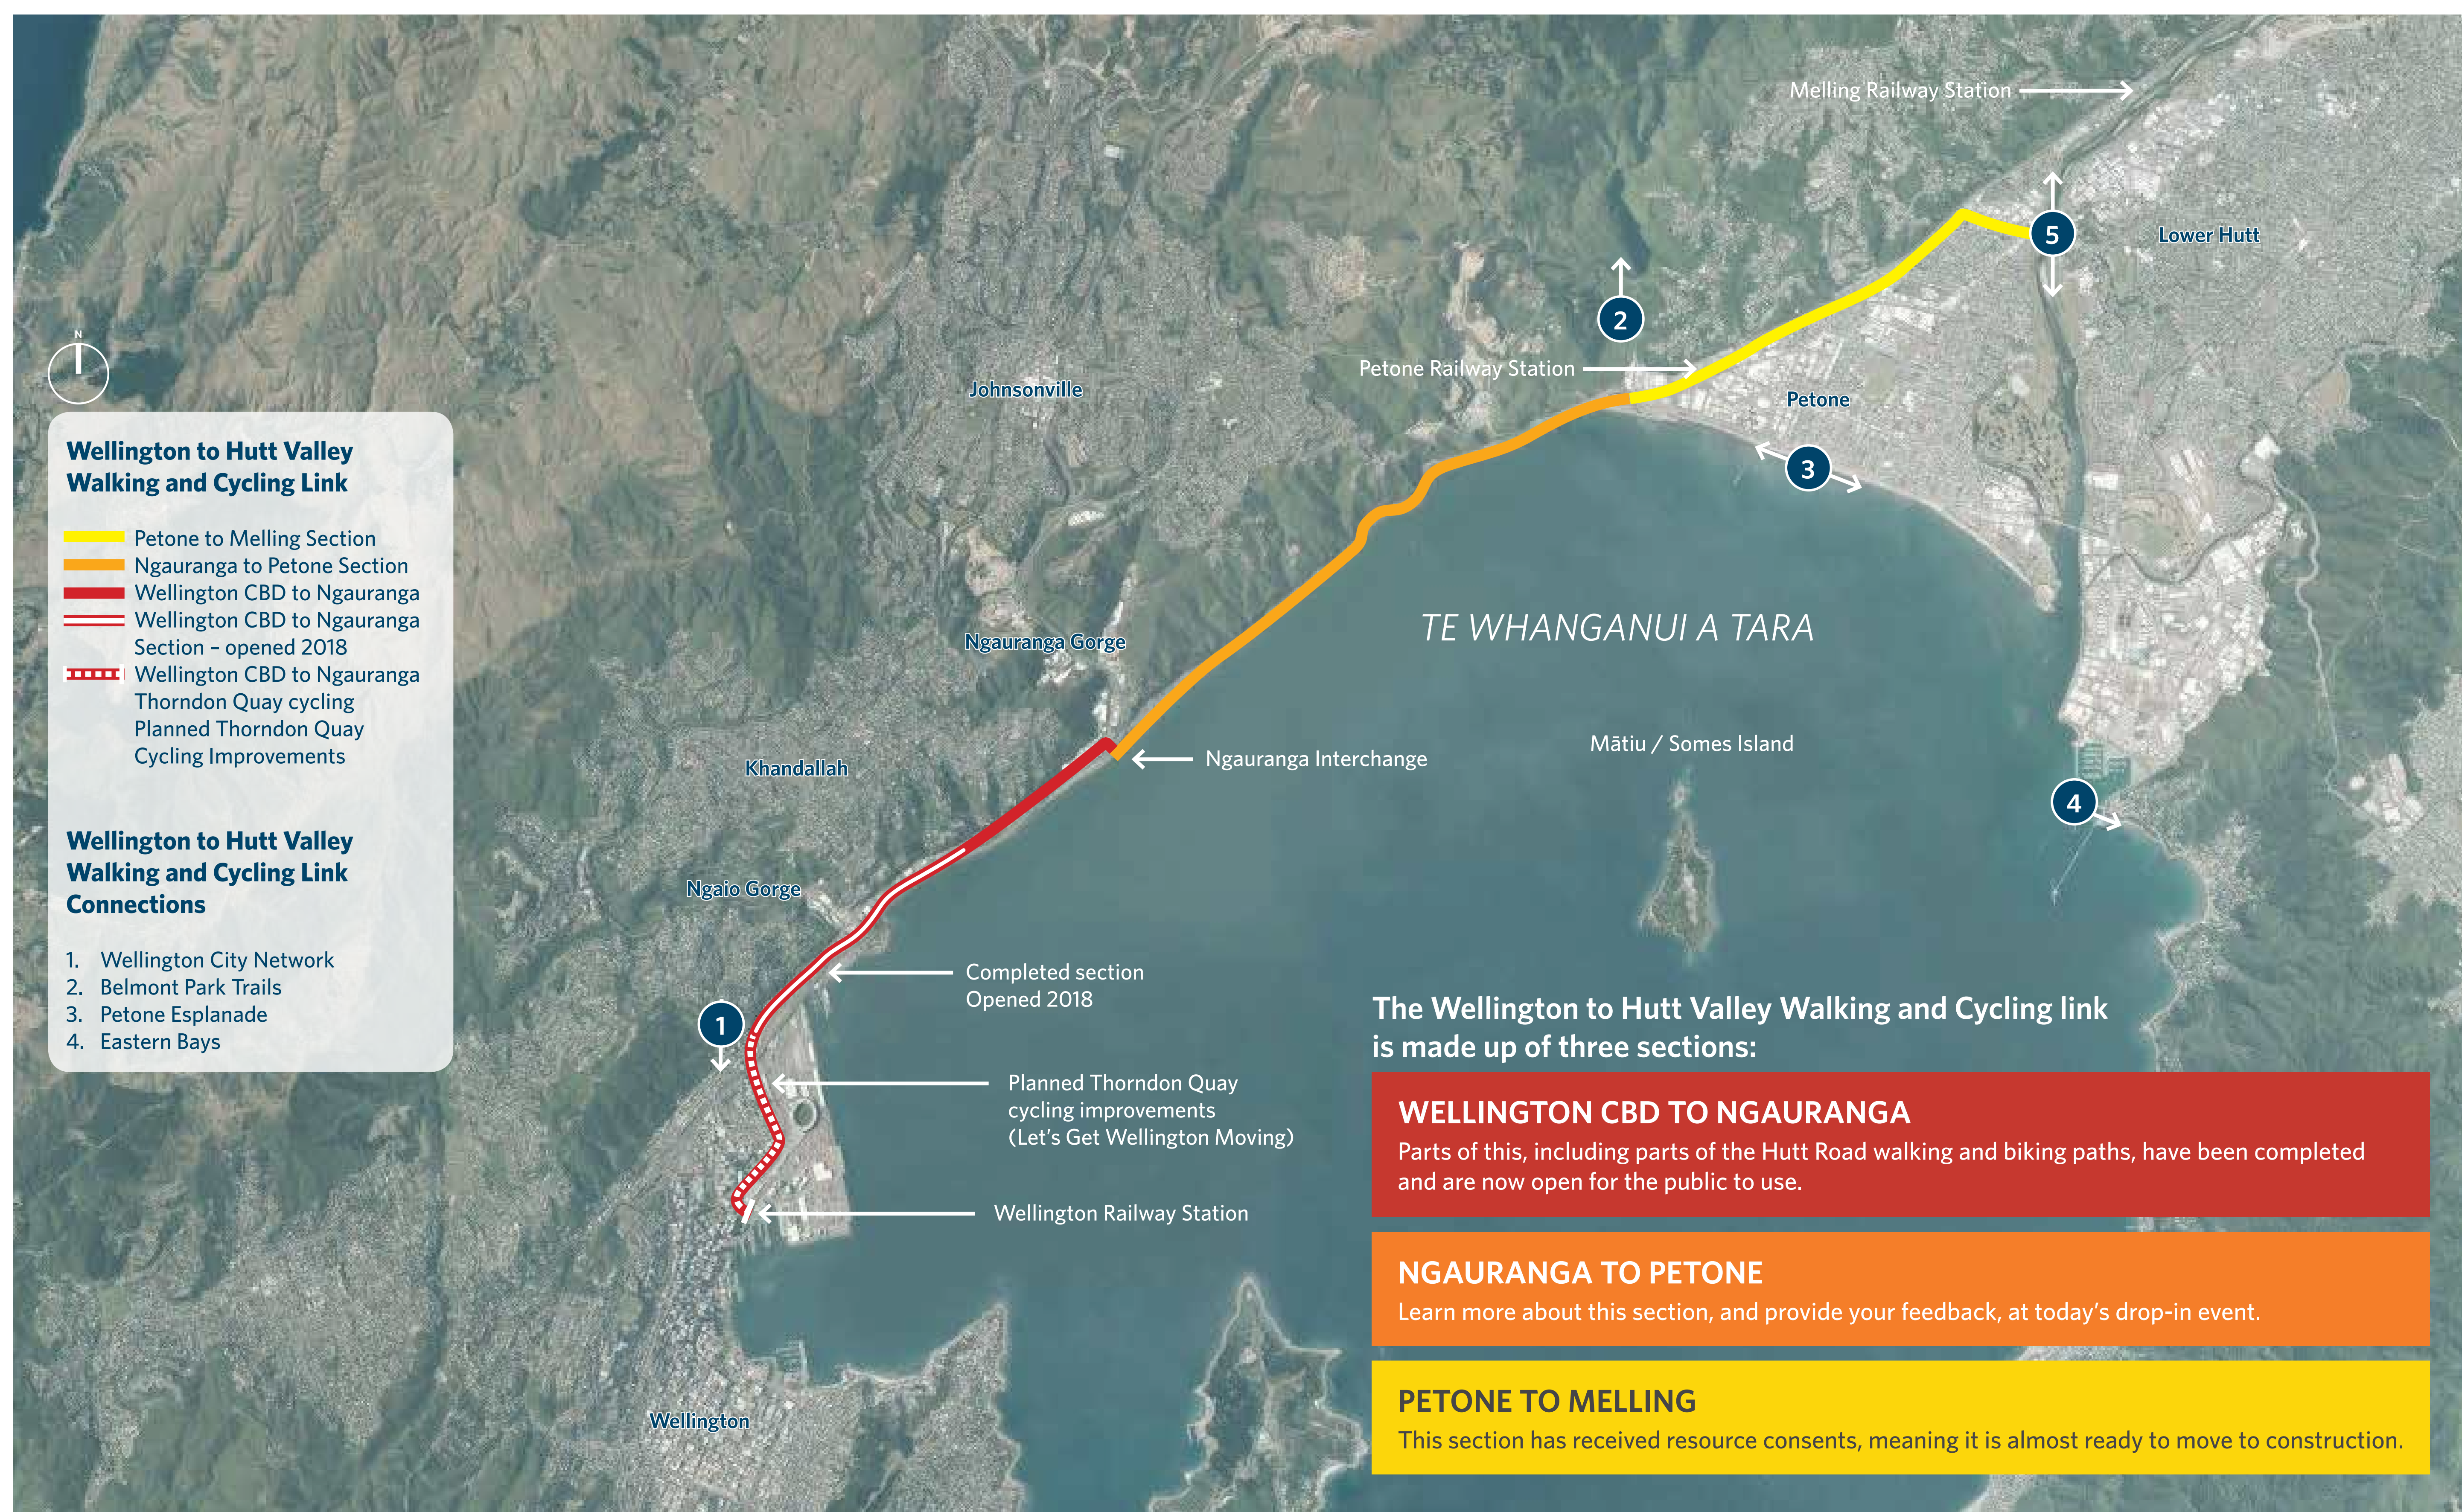 Melling Railway Station
5
Lower Hutt
2
N
Petone Railway Station
Johnsonville
Petone
3
Wellington to Hutt Valley
Walking and Cycling Link
Petone to Melling Section
Ngauranga to Petone Section
Wellington CBD to Ngauranga
Wellington CBD to Ngauranga
Section – opened 2018
Wellington CBD to Ngauranga
Thorndon Quay cycling
Planned Thorndon Quay
Cycling Improvements
Wellington to Hutt Valley
Walking and Cycling Link
Connections
1. Wellington City Network
2. Belmont Park Trails
3. Petone Esplanade
4. Eastern Bays
TE WHANGANUI A TARA
Ngauranga Gorge
Mātiu / Somes Island
Ngauranga Interchange
Khandallah
4
Ngaio Gorge
Completed section
Opened 2018
1
Planned Thorndon Quay
cycling improvements
(Let's Get Wellington Moving)
Wellington Railway Station
Wellington
The Wellington to Hutt Valley Walking and Cycling link
is made up of three sections:
WELLINGTON CBD TO NGAURANGA
Parts of this, including parts of the Hutt Road walking and biking paths, have been completed
and are now open for the public to use.
NGAURANGA TO PETONE
Learn more about this section, and provide your feedback, at today's drop-in event.
PETONE TO MELLING
This section has received resource consents, meaning it is almost ready to move to construction.